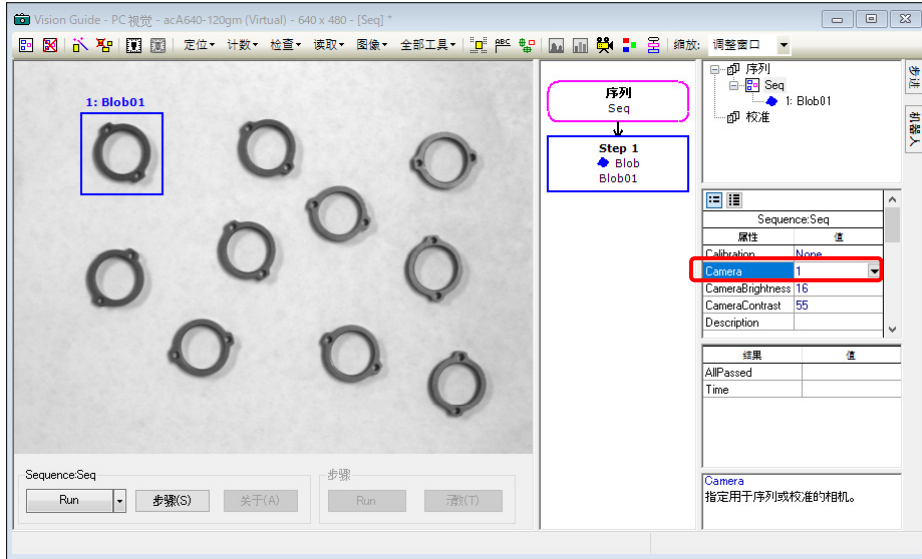 Vision Guide - PC 视觉 - acA640-120gm (Virtual) - 640 x 480 - [Seq] *
定位 计数 检查 读取 图像 全部工具 ABC 缩放: 调整窗口
1: Blob01
序列
Seq
Step 1
Blob
Blob01
序列
Seq
1: Blob01
校准
步进
机器人
Sequence:Seq
属性 值
Calibration None
Camera 1
CameraBrightness 16
CameraContrast 55
Description
结果 值
AllPassed
Time
Camera
指定用于序列或校准的相机。
Sequence:Seq
Run 步骤(S) 关于(A)
步骤
Run 示教(T)